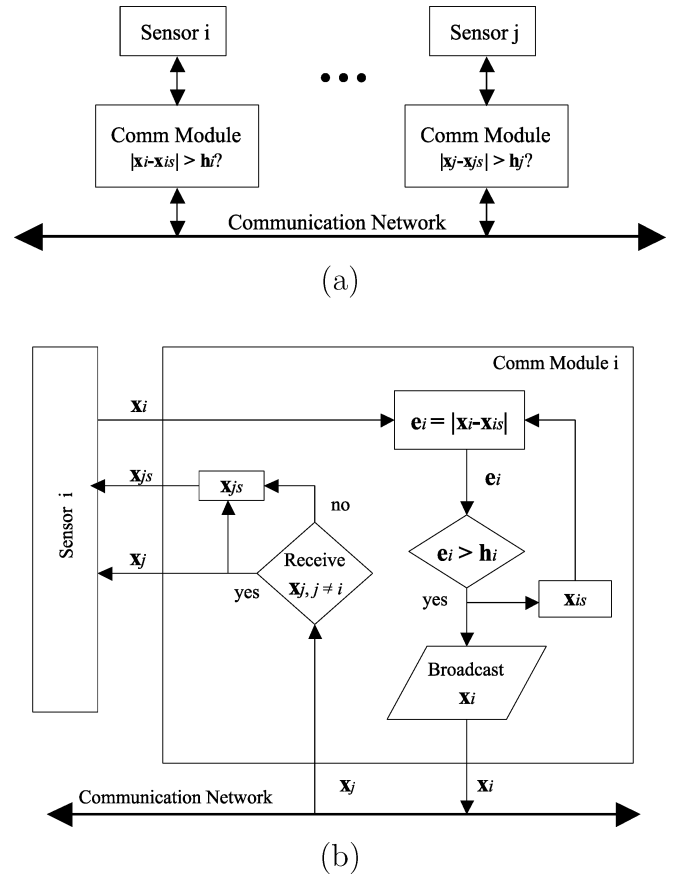 Sensor i
Sensor j
Comm Module
|xi-xis| > hi?
Comm Module
|xj-xjs| > hj?
Communication Network
(a)
Comm Module i
xi
ei = |xi-xis|
Sensor i
xjs
xjs
no
ei
xj
Receive
xj, j ≠ i
yes
ei > hi
yes
xis
Broadcast
xi
xj
xi
Communication Network
(b)